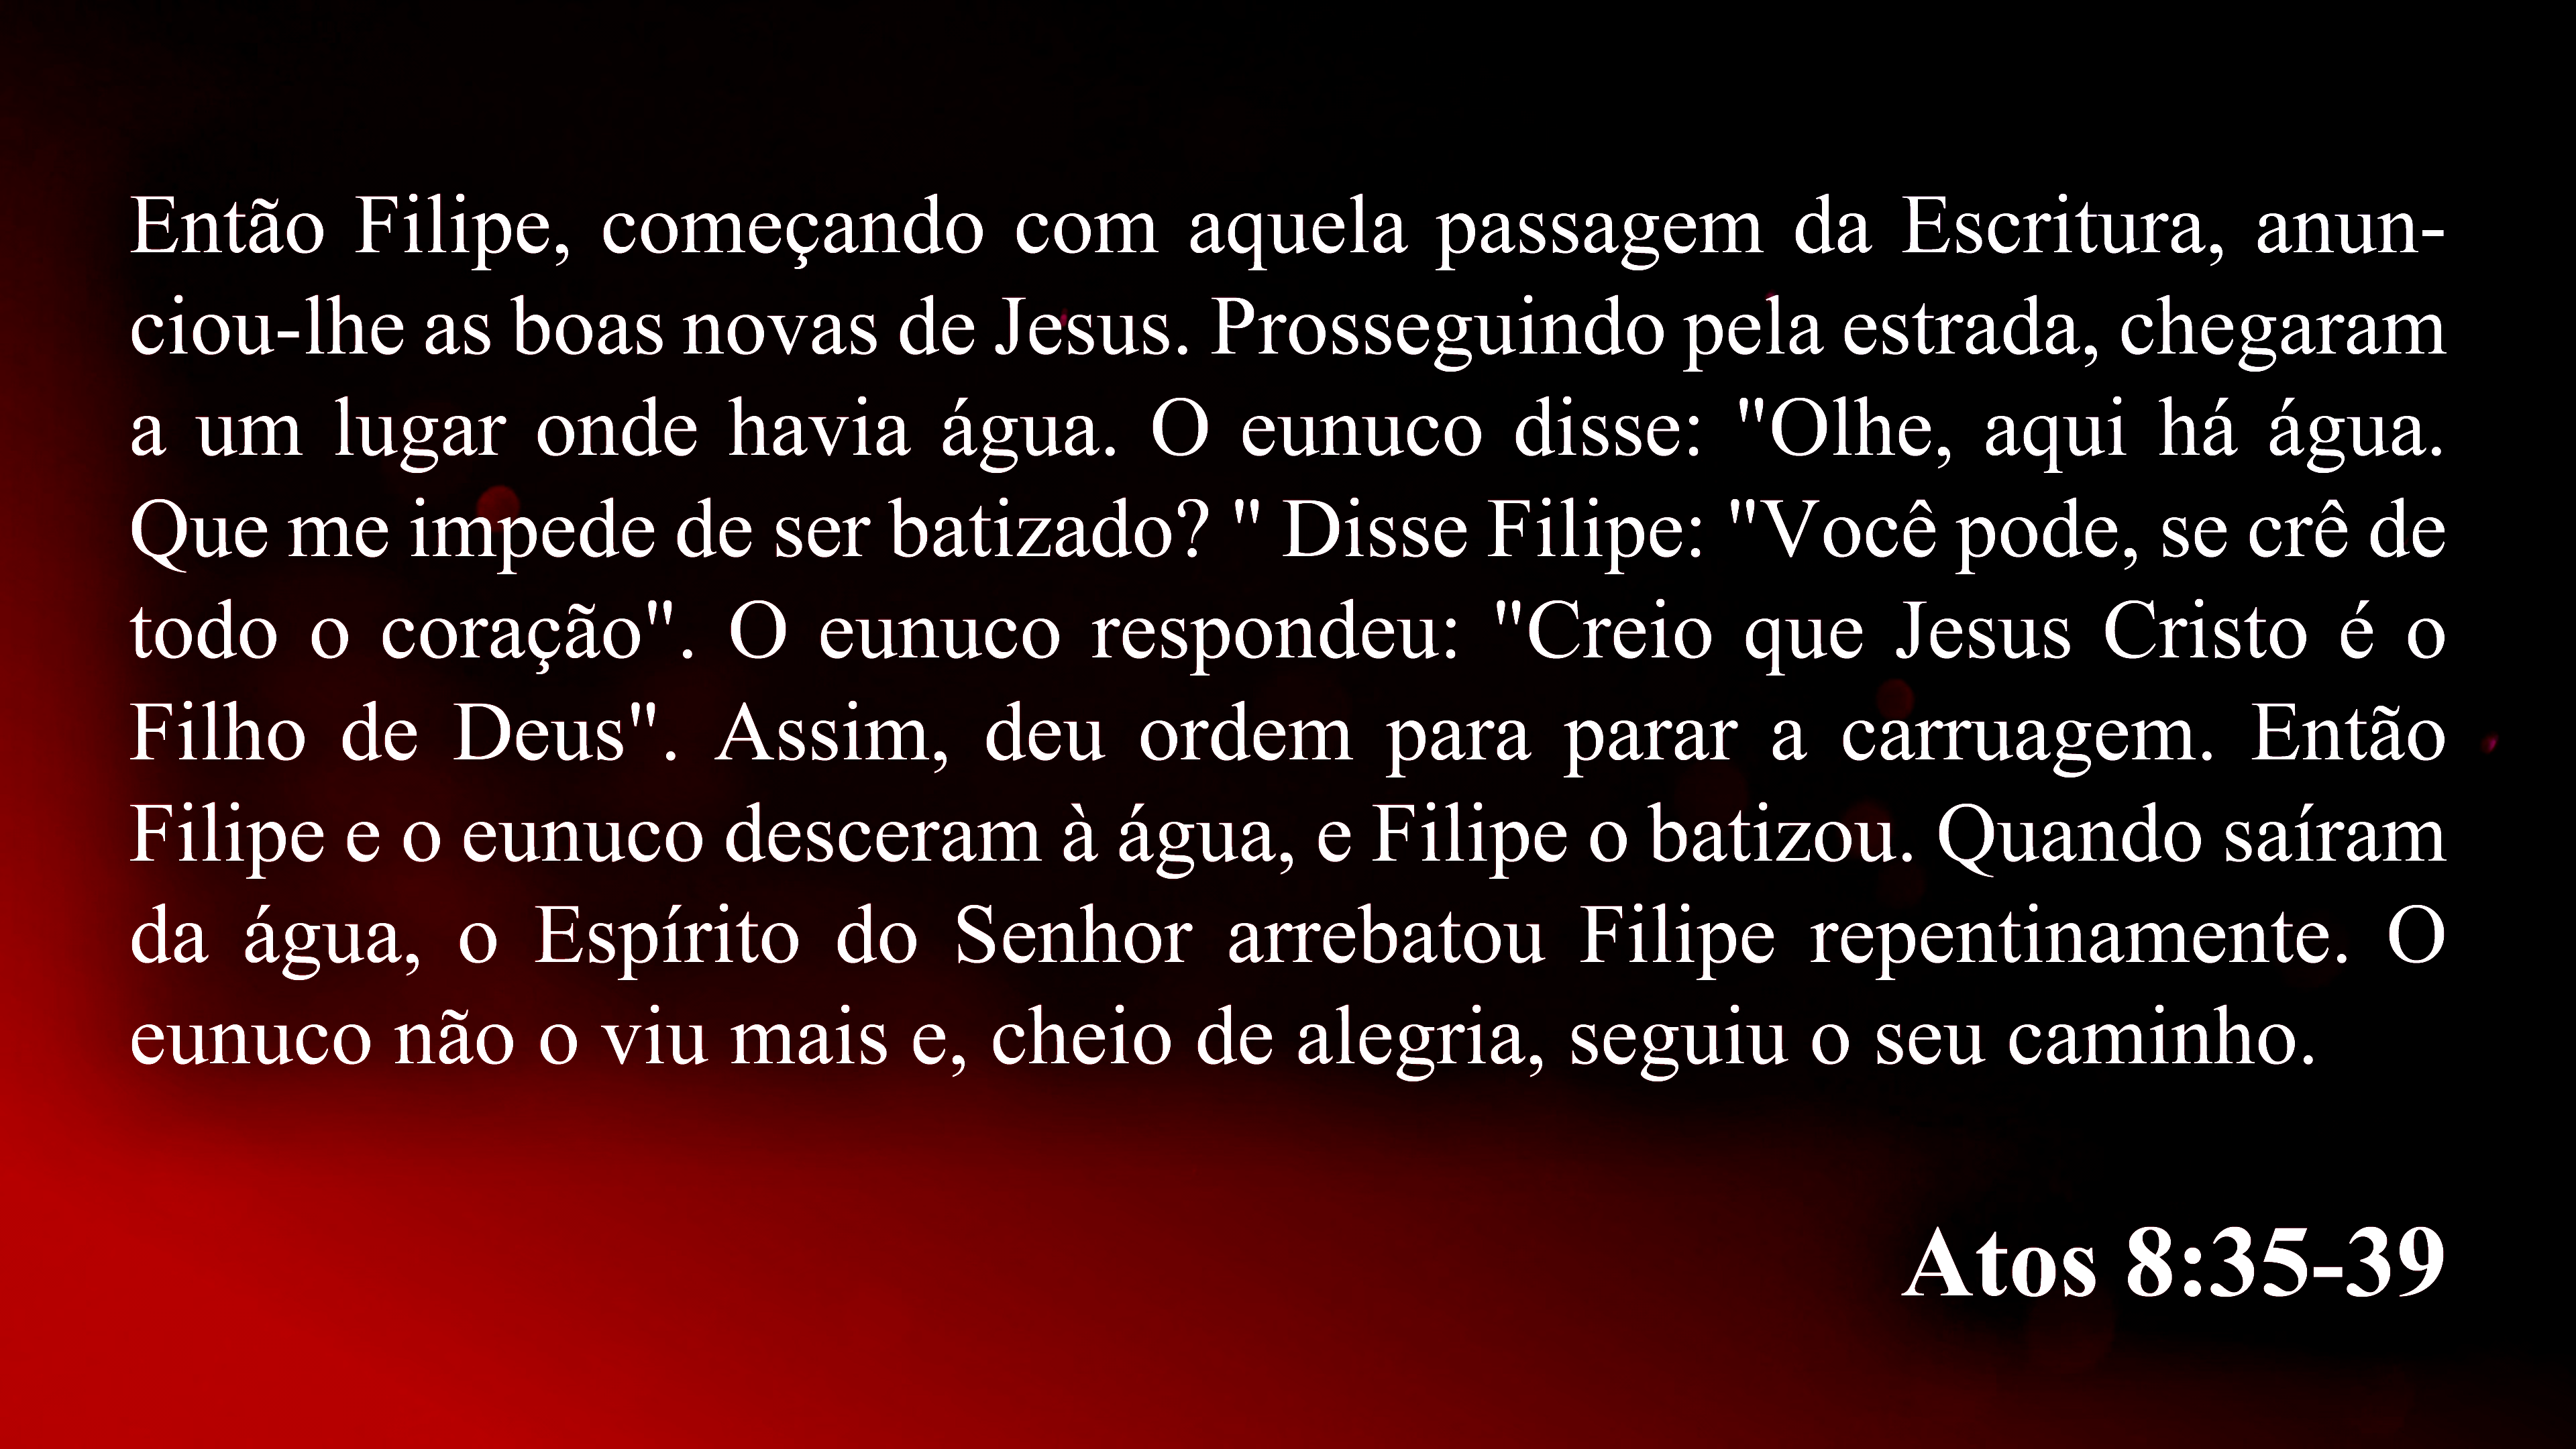 Então Filipe, começando com aquela passagem da Escritura, anun-
ciou-lhe as boas novas de Jesus. Prosseguindo pela estrada, chegaram
a um lugar onde havia água. O eunuco disse: "Olhe, aqui há água.
Que me impede de ser batizado? " Disse Filipe: "Você pode, se crê de
todo o coração". O eunuco respondeu: "Creio que Jesus Cristo é o
Filho de Deus". Assim, deu ordem para parar a carruagem. Então
Filipe e o eunuco desceram à água, e Filipe o batizou. Quando saíram
da água, o Espírito do Senhor arrebatou Filipe repentinamente. O
eunuco não o viu mais e, cheio de alegria, seguiu o seu caminho.
Atos 8:35-39